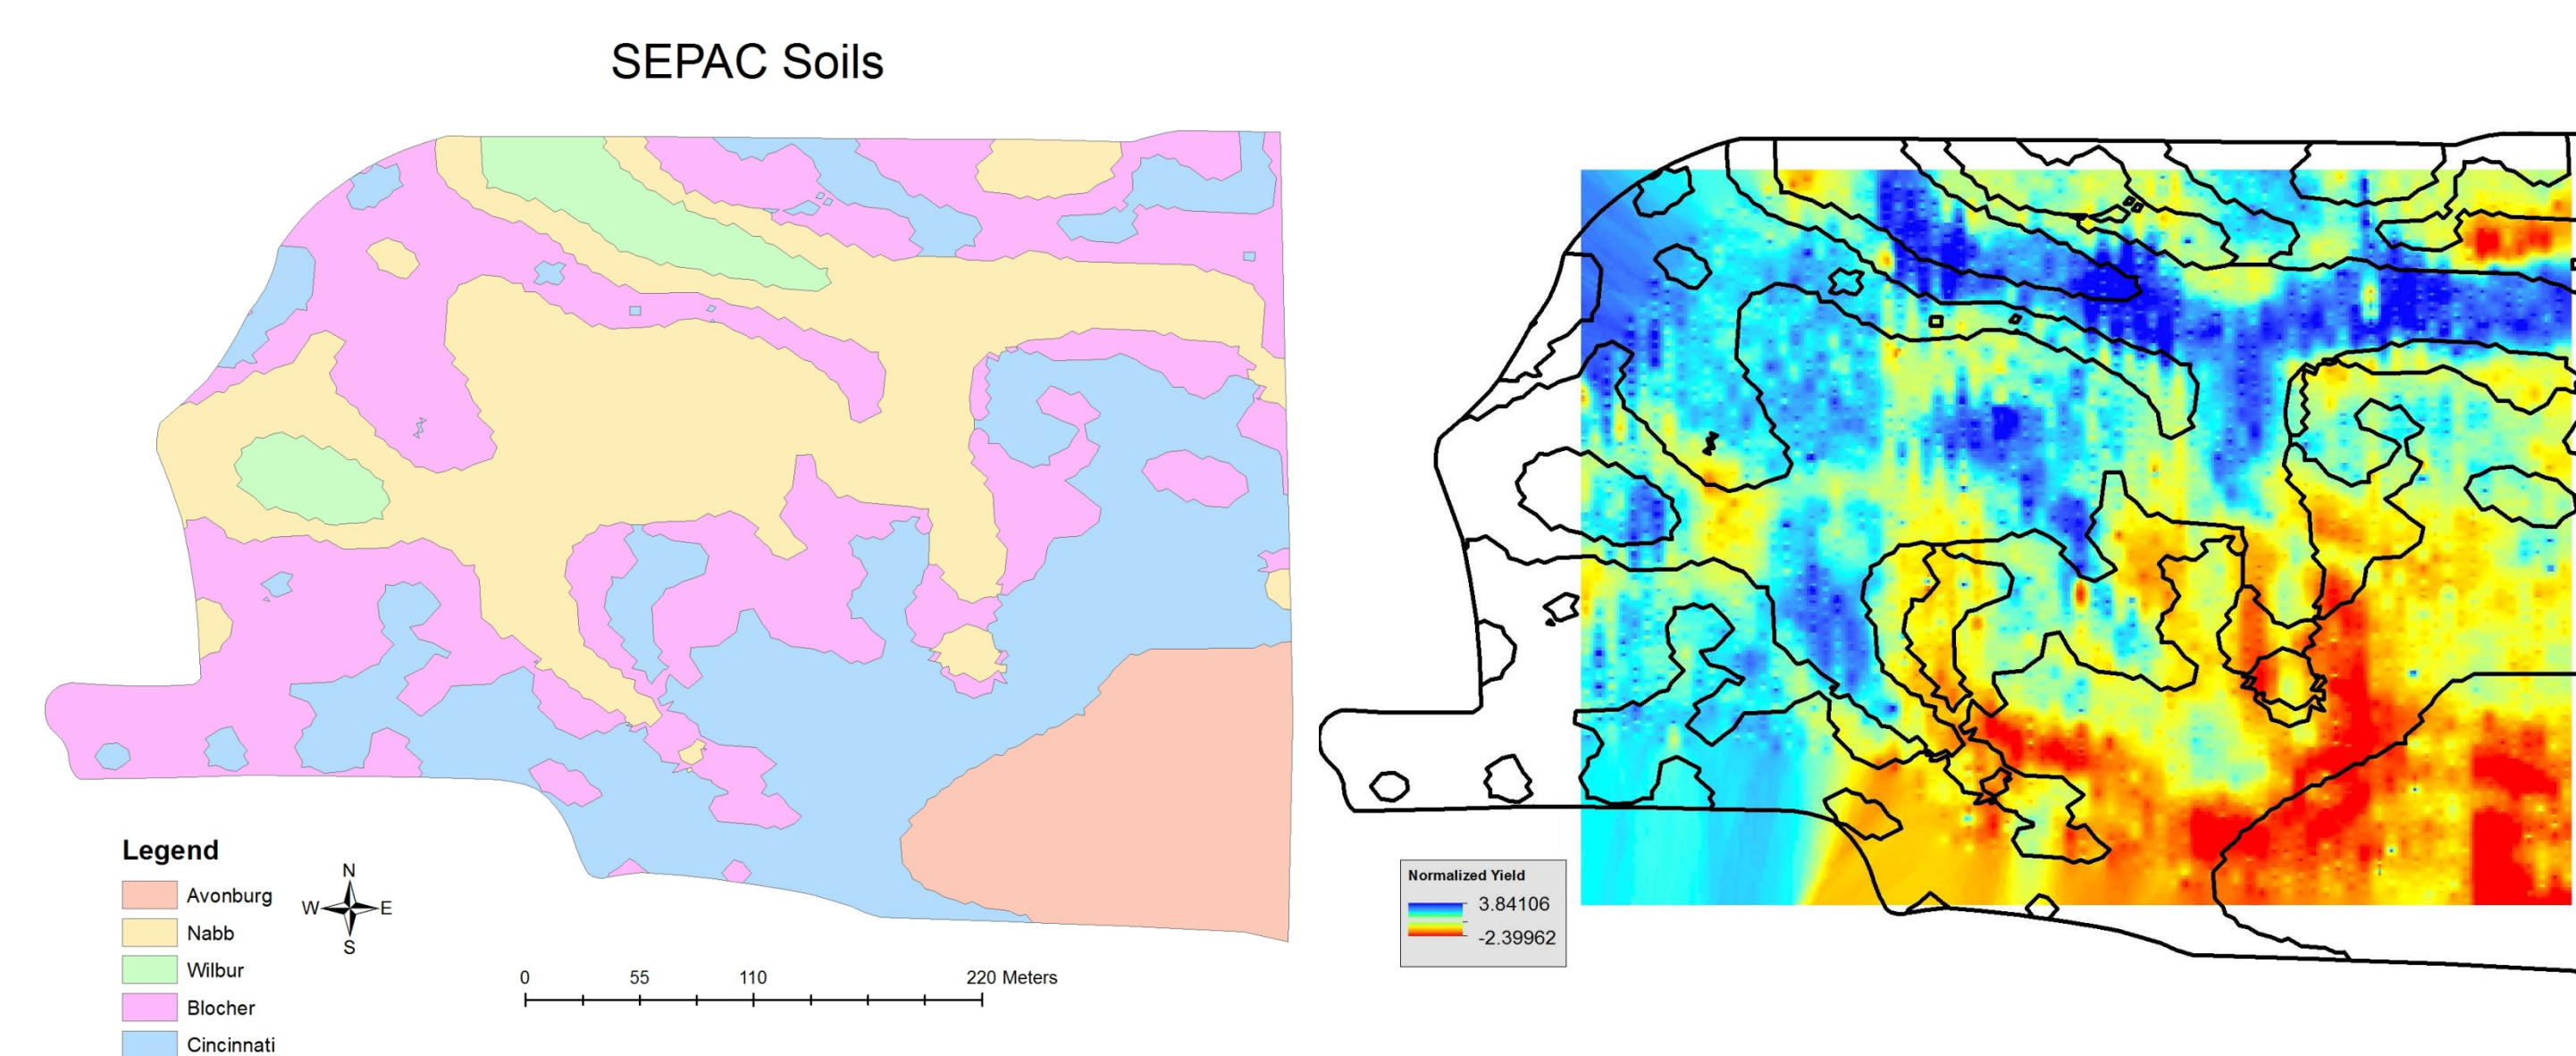 SEPAC Soils
Legend
Avonburg
Nabb
Wilbur
Blocher
Cincinnati
N
W E
S
0 55 110 220 Meters
Normalized Yield
3.84106
-2.39962